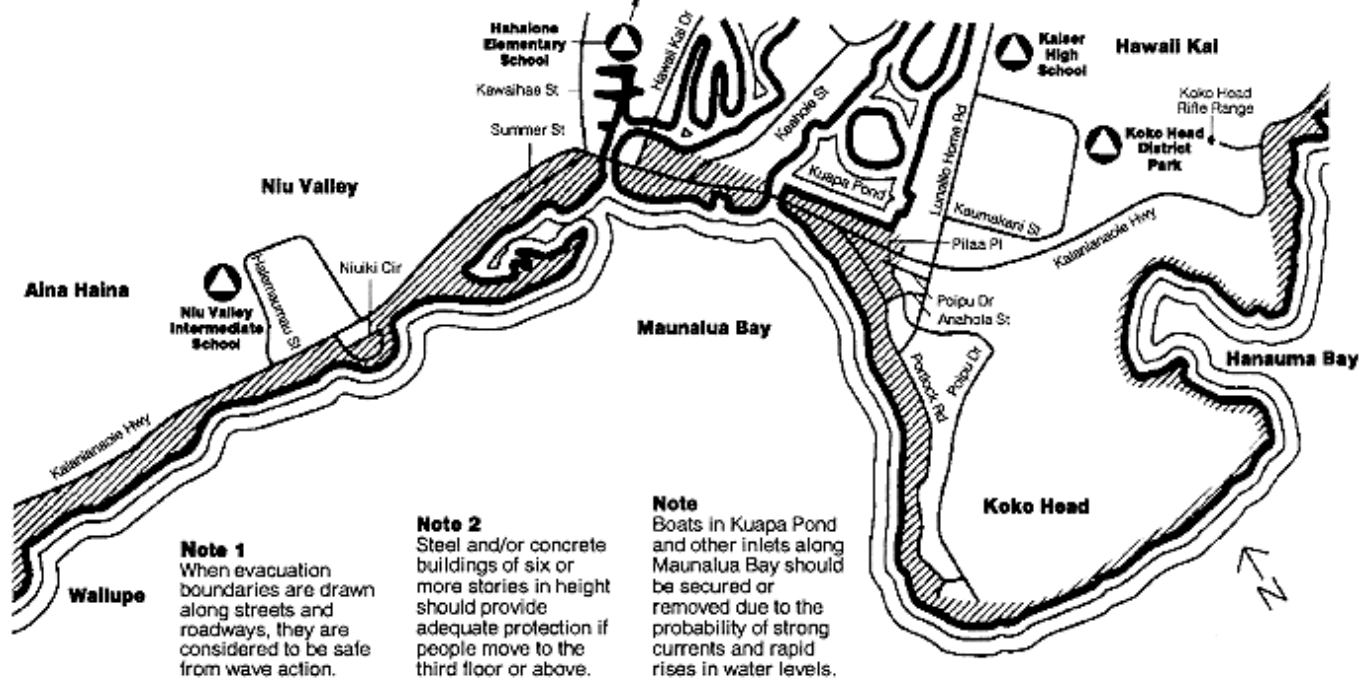 Hahaione
Elementary
School
Hawaii Kai Dr
Kawaihae St
Summer St
Keahole St
Kuapa Pond
Lunalilo Home Rd
Kaiser
High
School
Hawaii Kai
Koko Head
Rifle Range
Koko Head
District
Park
Kaumakani St
Kalanianaole Hwy
Pilaa Pl
Poipu Dr
Anahola St
Poipu Dr
Portlock Rd
Hanauma Bay
Koko Head
Maunalua Bay
Niu Valley
Niuiki Cir
Halemaumau St
Niu Valley
Intermediate
School
Aina Haina
Kalanianaole Hwy
Wailupe
Note 1
When evacuation
boundaries are drawn
along streets and
roadways, they are
considered to be safe
from wave action.
Note 2
Steel and/or concrete
buildings of six or
more stories in height
should provide
adequate protection if
people move to the
third floor or above.
Note
Boats in Kuapa Pond
and other inlets along
Maunalua Bay should
be secured or
removed due to the
probability of strong
currents and rapid
rises in water levels.
N